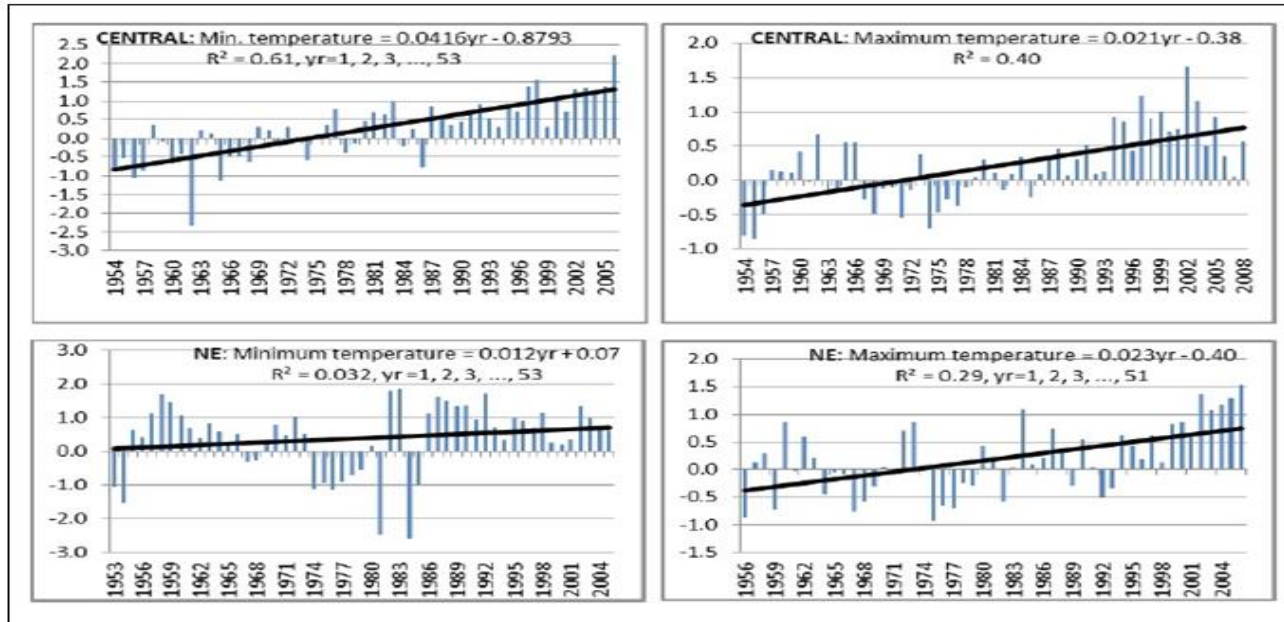 CENTRAL: Min. temperature = 0.0416yr - 0.8793
R² = 0.61, yr=1, 2, 3, ..., 53
2.5
2.0
1.5
1.0
0.5
0.0
-0.5
-1.0
-1.5
-2.0
-2.5
-3.0
1954 1957 1960 1963 1966 1969 1972 1975 1978 1981 1984 1987 1990 1993 1996 1999 2002 2005
CENTRAL: Maximum temperature = 0.021yr - 0.38
R² = 0.40
2.0
1.5
1.0
0.5
0.0
-0.5
-1.0
1954 1957 1960 1963 1966 1969 1972 1975 1978 1981 1984 1987 1990 1993 1996 1999 2002 2005 2008
NE: Minimum temperature = 0.012yr + 0.07
R² = 0.032, yr=1, 2, 3, ..., 53
3.0
2.0
1.0
0.0
-1.0
-2.0
-3.0
1953 1956 1959 1962 1965 1968 1971 1974 1977 1980 1983 1986 1989 1992 1995 1998 2001 2004
NE: Maximum temperature = 0.023yr - 0.40
R² = 0.29, yr=1, 2, 3, ..., 51
2.0
1.5
1.0
0.5
0.0
-0.5
-1.0
-1.5
1956 1959 1962 1965 1968 1971 1974 1977 1980 1983 1986 1989 1992 1995 1998 2001 2004